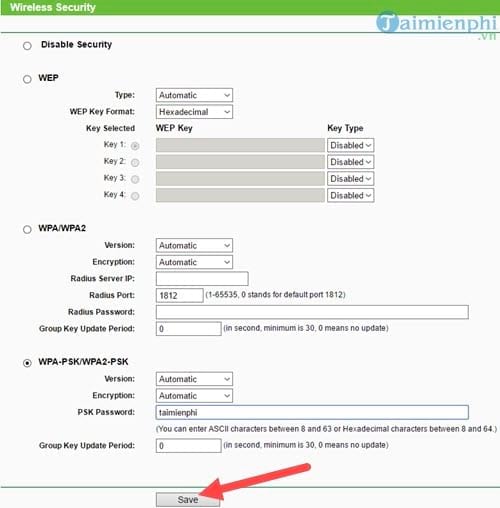 Wireless Security
Taimienphi
.vn
Disable Security
WEP
Type: Automatic
WEP Key Format: Hexadecimal
Key Selected WEP Key Key Type
Key 1: Disabled
Key 2: Disabled
Key 3: Disabled
Key 4: Disabled
WPA/WPA2
Version: Automatic
Encryption: Automatic
Radius Server IP:
Radius Port: 1812 (1-65535, 0 stands for default port 1812)
Radius Password:
Group Key Update Period: 0 (in second, minimum is 30, 0 means no update)
WPA-PSK/WPA2-PSK
Version: Automatic
Encryption: Automatic
PSK Password: taimienphi
(You can enter ASCII characters between 8 and 63 or Hexadecimal characters between 8 and 64.)
Group Key Update Period: 0 (in second, minimum is 30, 0 means no update)
Save